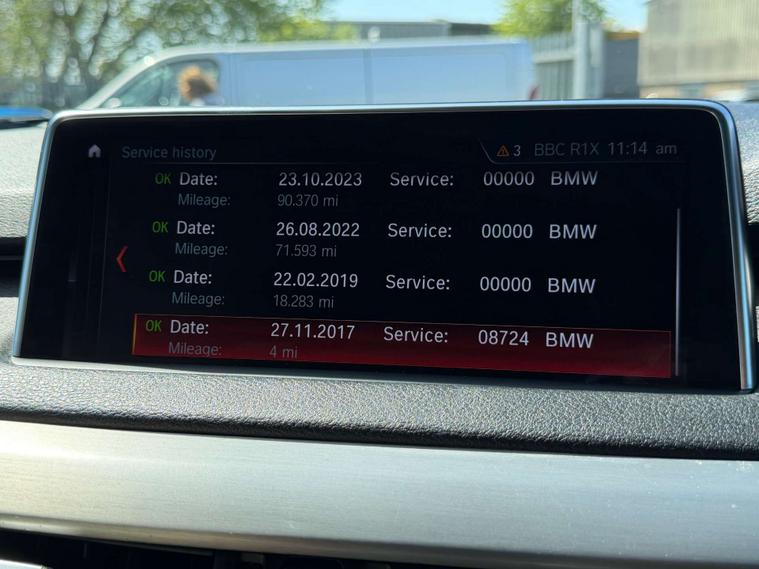 Service history 3 BBC R1X 11:14 am
OK Date: 23.10.2023 Service: 00000 BMW
Mileage: 90.370 mi
OK Date: 26.08.2022 Service: 00000 BMW
Mileage: 71.593 mi
OK Date: 22.02.2019 Service: 00000 BMW
Mileage: 18.283 mi
OK Date: 27.11.2017 Service: 08724 BMW
Mileage: 4 mi